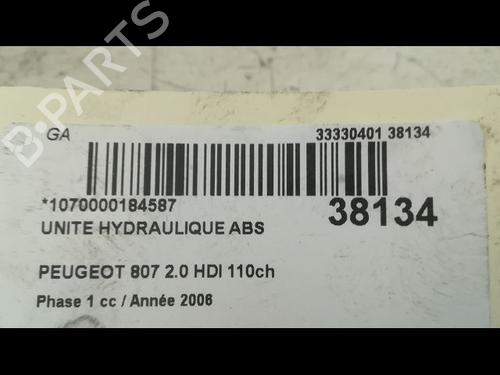 GA
33330401 38134
*1070000184587
38134
UNITE HYDRAULIQUE ABS
PEUGEOT 807 2.0 HDI 110ch
Phase 1 cc / Année 2006
B-PARTS